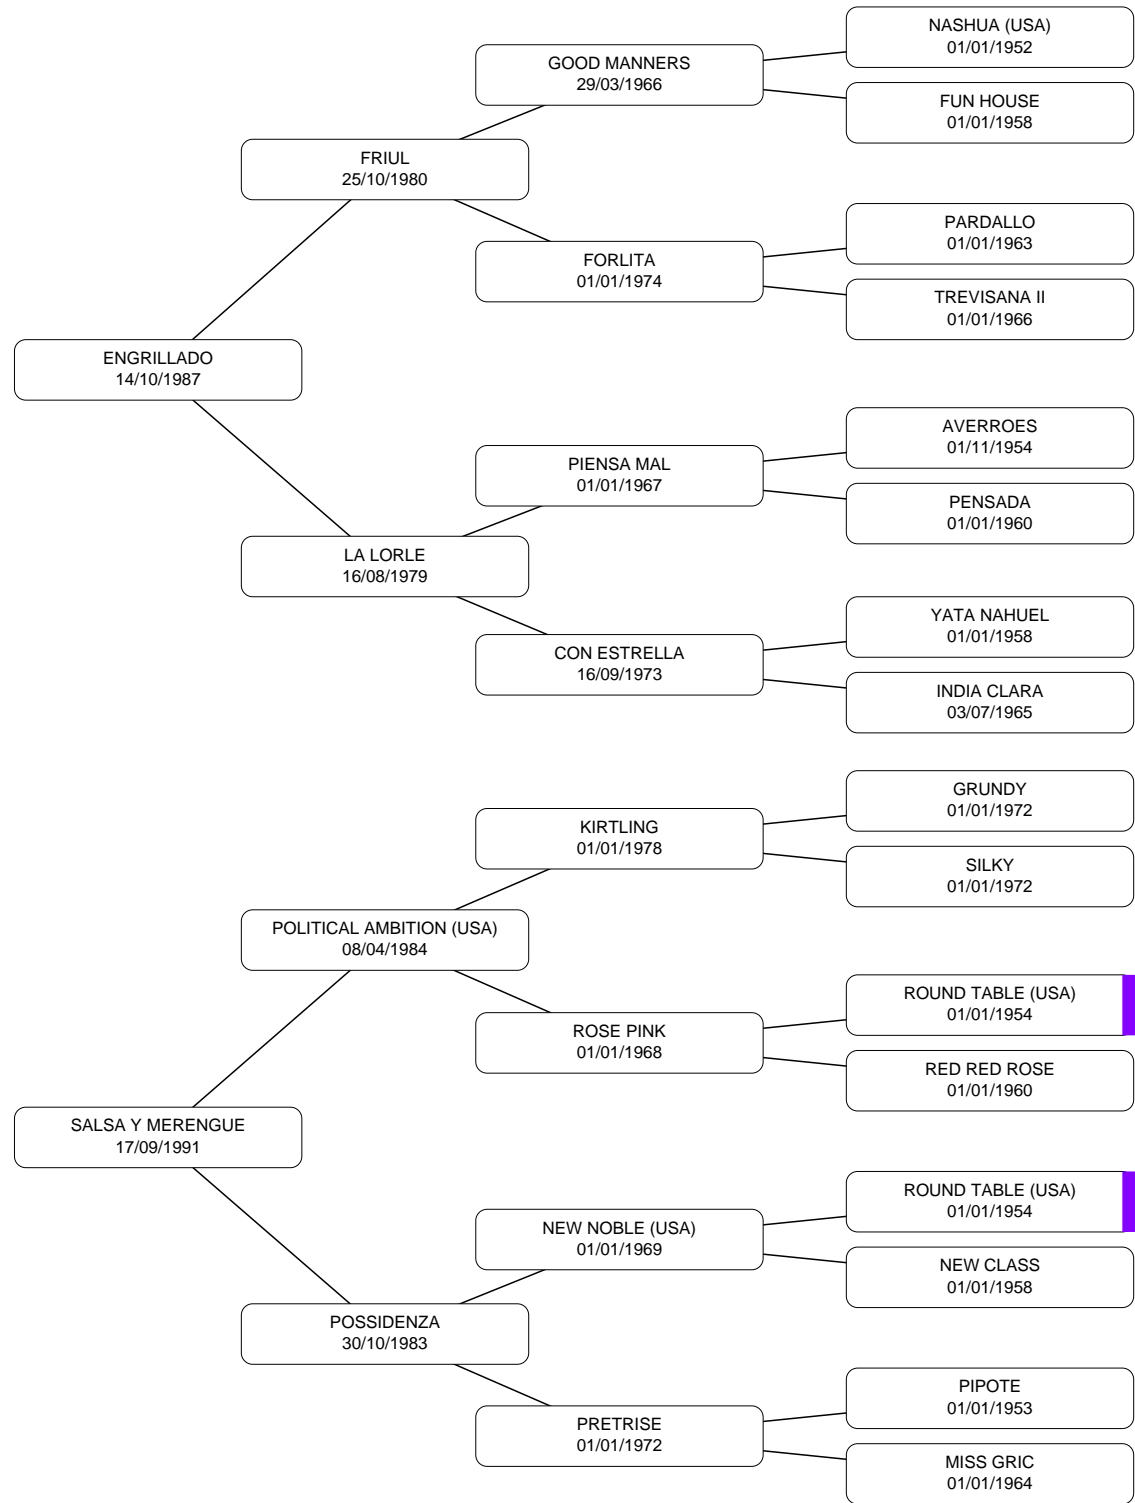 NASHUA (USA)
01/01/1952
GOOD MANNERS
29/03/1966
FUN HOUSE
01/01/1958
FRIUL
25/10/1980
PARDALLO
01/01/1963
FORLITA
01/01/1974
TREVISANA II
01/01/1966
ENGRILLADO
14/10/1987
AVERROES
01/11/1954
PIENSA MAL
01/01/1967
PENSADA
01/01/1960
LA LORLE
16/08/1979
YATA NAHUEL
01/01/1958
CON ESTRELLA
16/09/1973
INDIA CLARA
03/07/1965
GRUNDY
01/01/1972
KIRTLING
01/01/1978
SILKY
01/01/1972
POLITICAL AMBITION (USA)
08/04/1984
ROUND TABLE (USA)
01/01/1954
ROSE PINK
01/01/1968
RED RED ROSE
01/01/1960
SALSA Y MERENGUE
17/09/1991
ROUND TABLE (USA)
01/01/1954
NEW NOBLE (USA)
01/01/1969
NEW CLASS
01/01/1958
POSSIDENZA
30/10/1983
PIPOTE
01/01/1953
PRETRISE
01/01/1972
MISS GRIC
01/01/1964